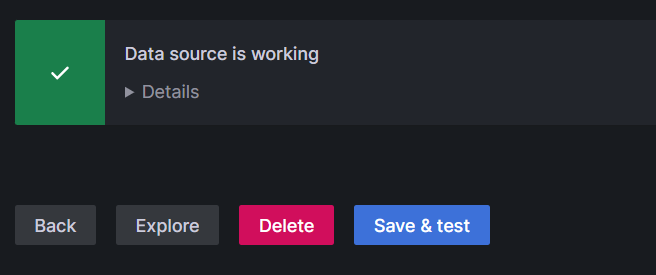 Data source is working
Details
Back Explore Delete Save & test